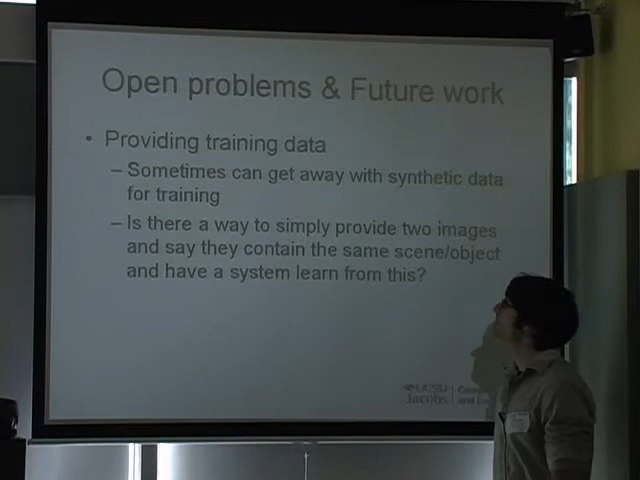 Open problems & Future work
• Providing training data
– Sometimes can get away with synthetic data
for training
– Is there a way to simply provide two images
and say they contain the same scene/object
and have a system learn from this?
UCSD
Jacobs